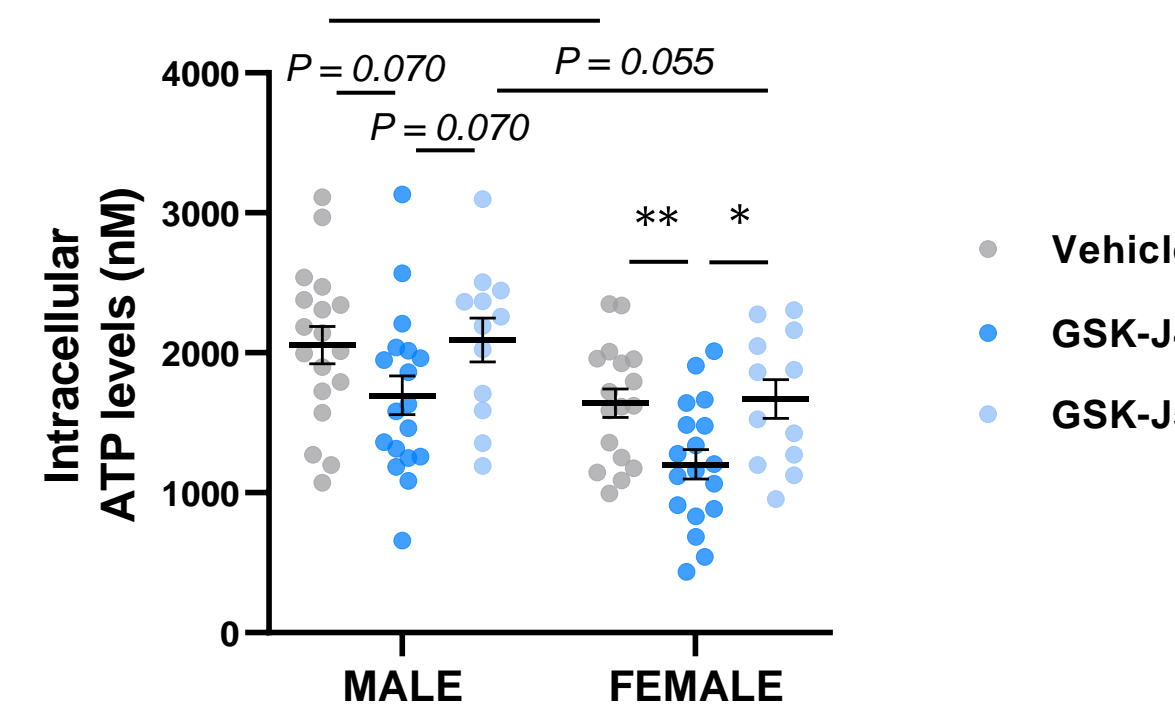 P = 0.070
P = 0.055
P = 0.070
** *
4000
3000
2000
1000
0
Intracellular
ATP levels (nM)
MALE
FEMALE